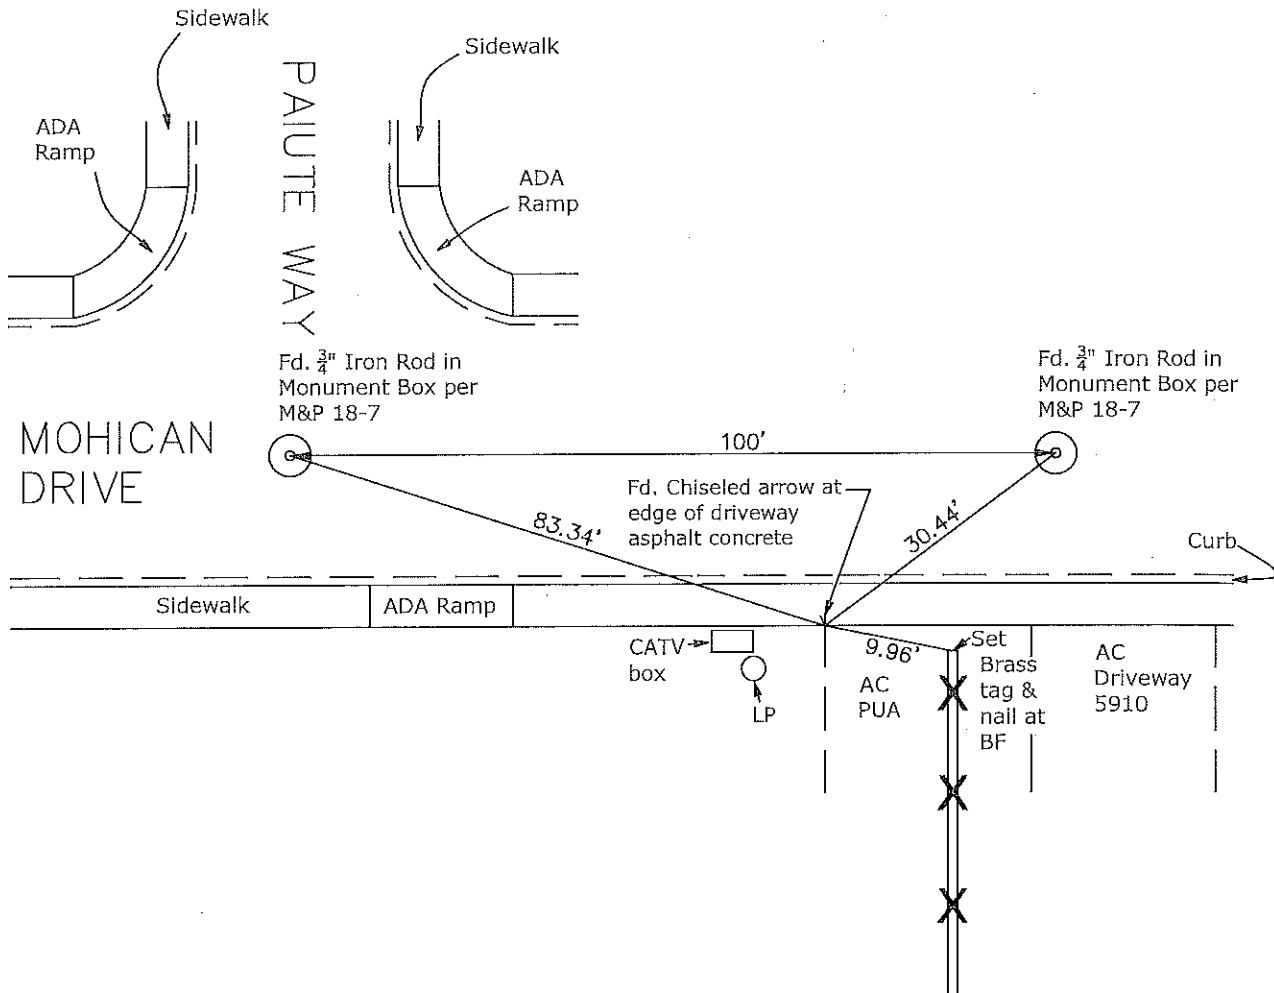 Sidewalk
Sidewalk
PAIUTE WAY
ADA
Ramp
ADA
Ramp
Fd. ¾" Iron Rod in
Monument Box per
M&P 18-7
Fd. ¾" Iron Rod in
Monument Box per
M&P 18-7
MOHICAN
DRIVE
100'
Fd. Chiseled arrow at
edge of driveway
asphalt concrete
83.34'
30.44'
Curb
Sidewalk
ADA Ramp
CATV
box
LP
9.96'
AC
PUA
Set
Brass
tag &
nail at
BF
AC
Driveway
5910